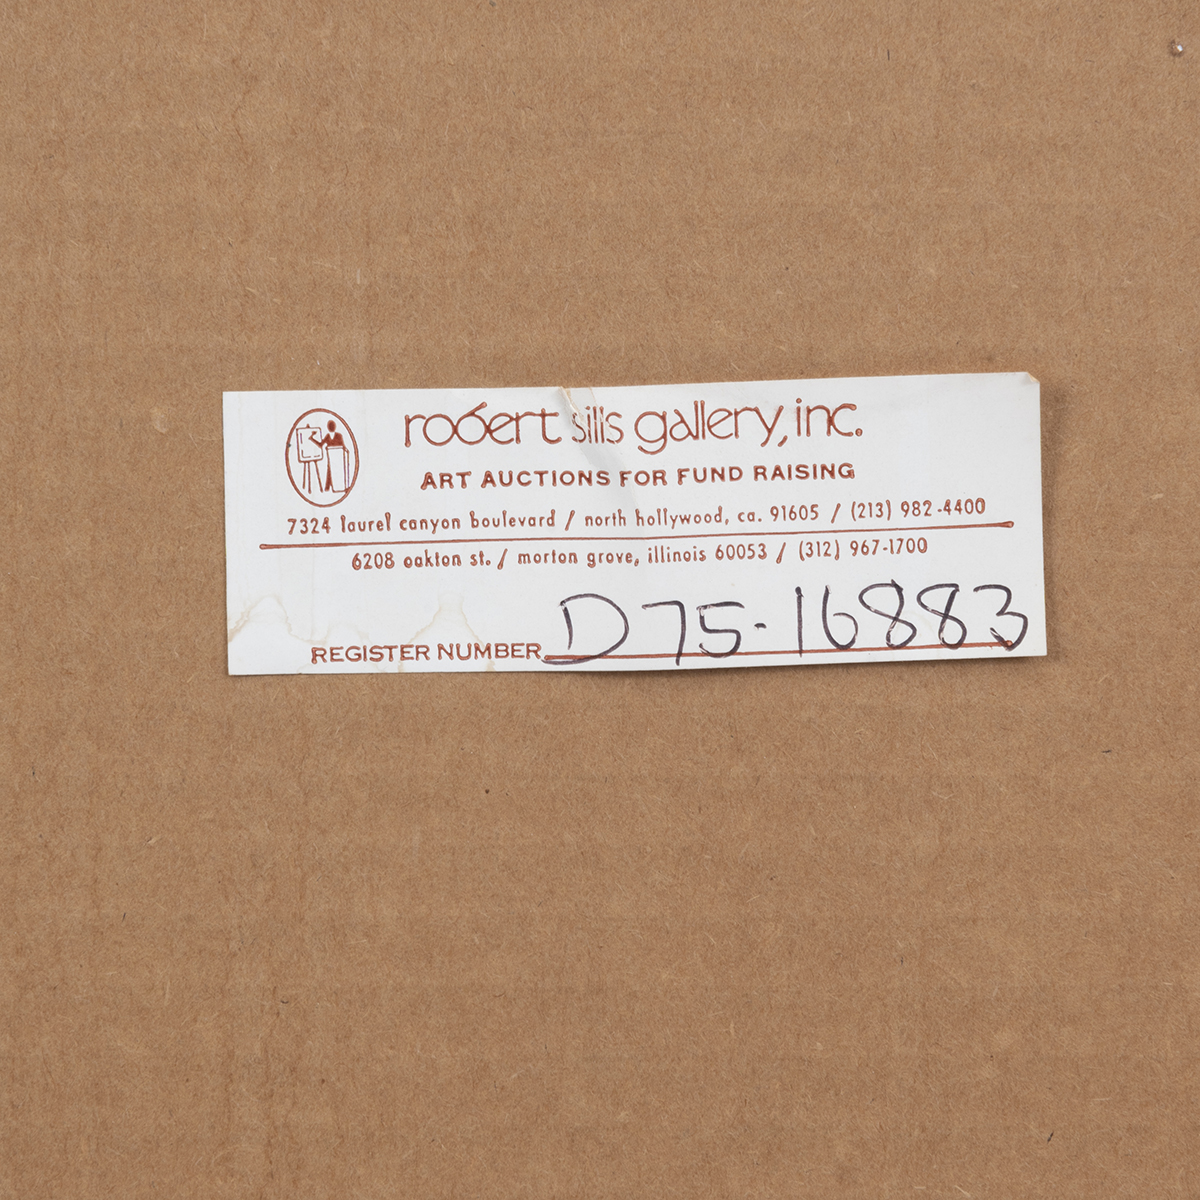 robert sills gallery, inc.
ART AUCTIONS FOR FUND RAISING
7324 laurel canyon boulevard / north hollywood, ca. 91605 / (213) 982-4400
6208 oakton st. / morton grove, illinois 60053 / (312) 967-1700
REGISTER NUMBER D75-16883